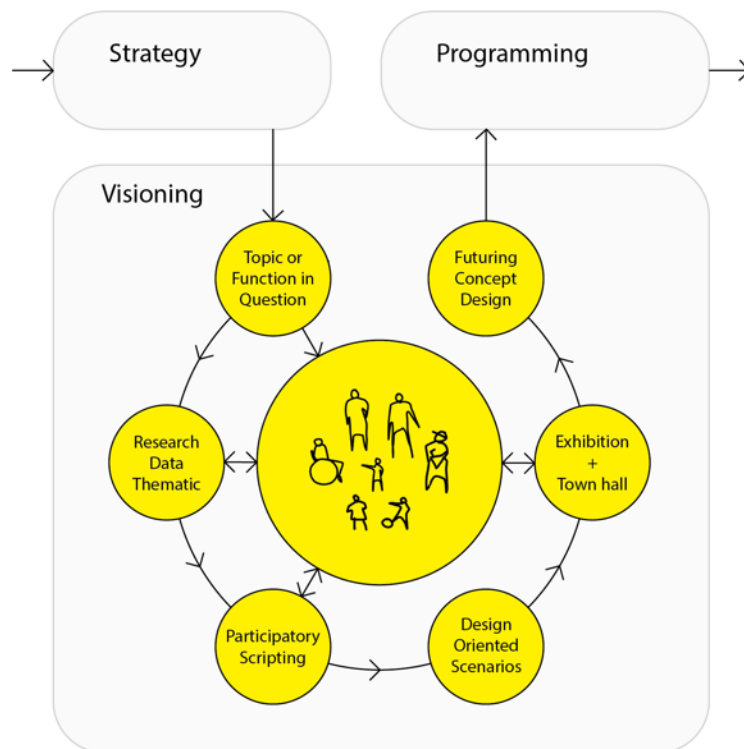 Strategy
Programming
Visioning
Topic or
Function in
Question
Futuring
Concept
Design
Research
Data
Thematic
Exhibition
+
Town hall
Participatory
Scripting
Design
Oriented
Scenarios